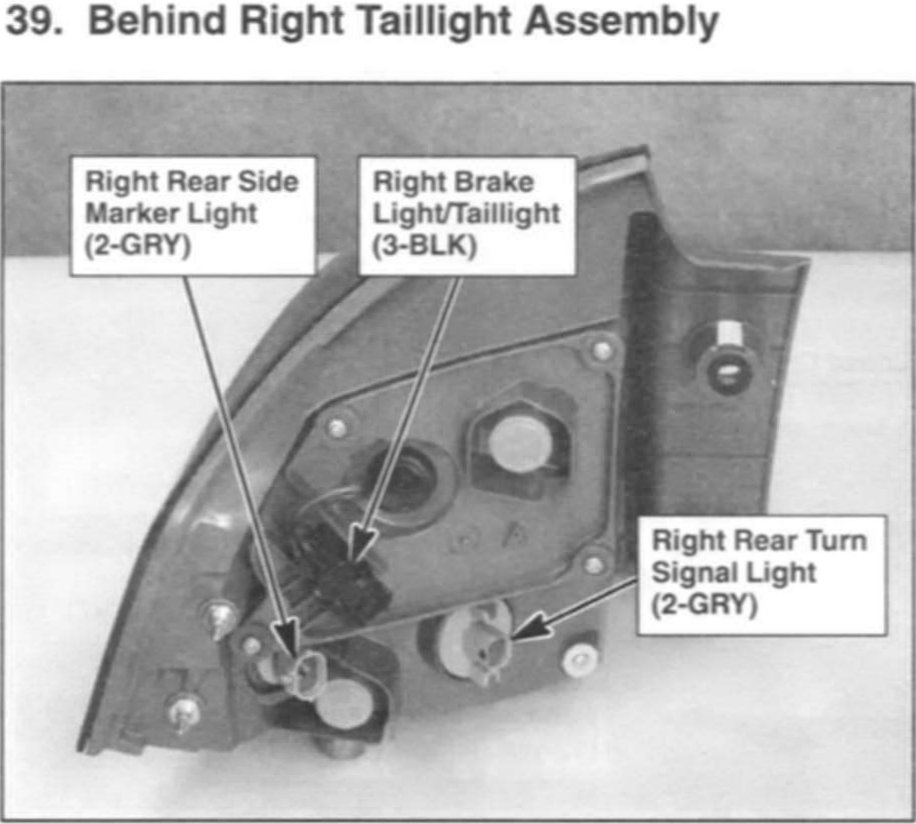 39. Behind Right Taillight Assembly
Right Rear Side
Marker Light
(2-GRY)
Right Brake
Light/Taillight
(3-BLK)
Right Rear Turn
Signal Light
(2-GRY)